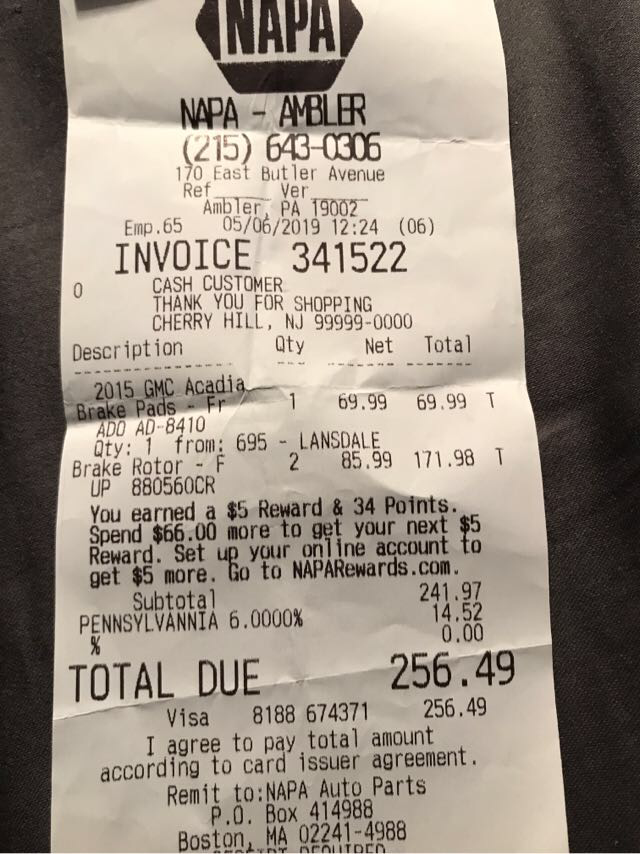 NAPA
NAPA - AMBLER
(215) 643-0306
170 East Butler Avenue
Ref______ Ver______
Ambler, PA 19002
Emp.65 05/06/2019 12:24 (06)
INVOICE 341522
0 CASH CUSTOMER
THANK YOU FOR SHOPPING
CHERRY HILL, NJ 99999-0000
Description Qty Net Total
2015 GMC Acadia
Brake Pads - Fr 1 69.99 69.99 T
ADO AD-8410
Qty: 1 from: 695 - LANSDALE
Brake Rotor - F 2 85.99 171.98 T
UP 880560CR
You earned a $5 Reward & 34 Points.
Spend $66.00 more to get your next $5
Reward. Set up your online account to
get $5 more. Go to NAPARewards.com.
Subtotal 241.97
PENNSYLVANNIA 6.0000% 14.52
% 0.00
TOTAL DUE 256.49
Visa 8188 674371 256.49
I agree to pay total amount
according to card issuer agreement.
Remit to:NAPA Auto Parts
P.O. Box 414988
Boston, MA 02241-4988